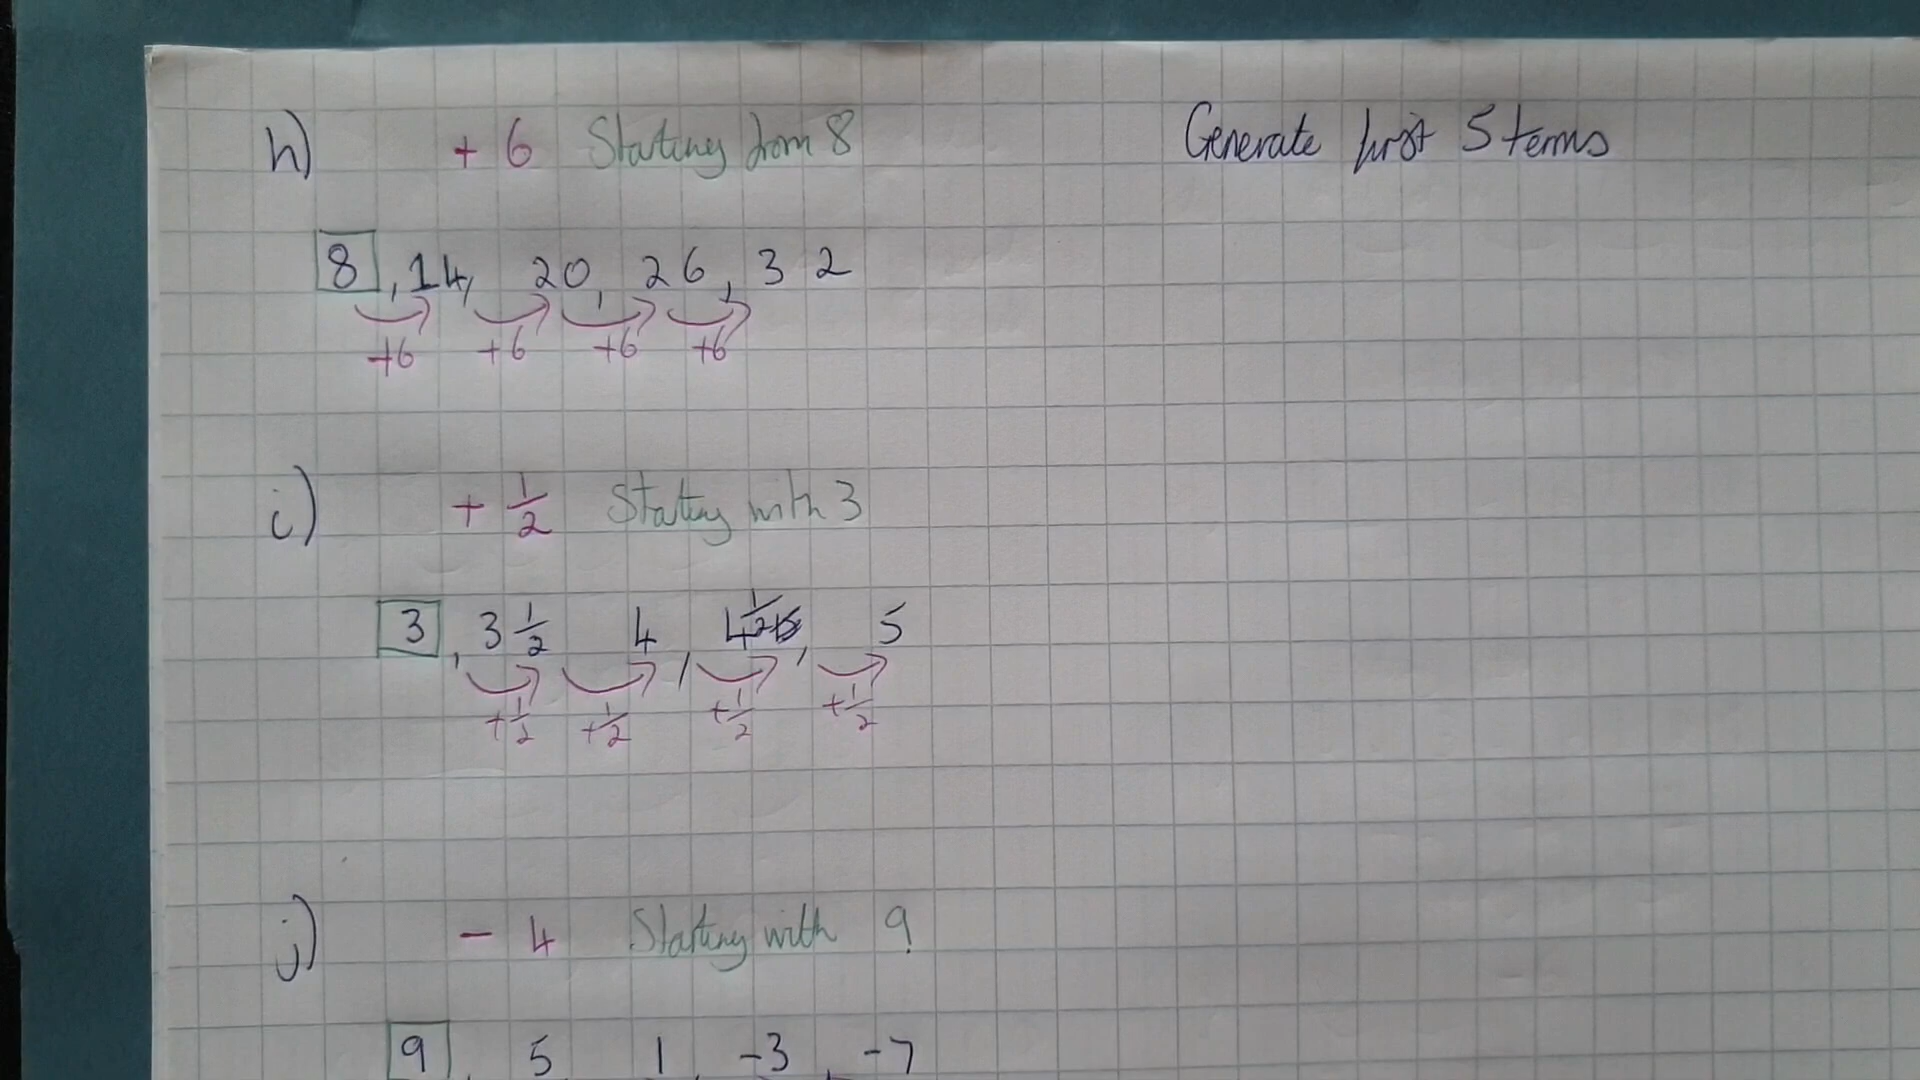 h) + 6 Starting from 8 Generate first 5 terms
8, 14, 20, 26, 32
+6 +6 +6 +6
i) + 1/2 Starting with 3
3, 3 1/2 4, 4 1/2, 5
+1/2 +1/2 +1/2 +1/2
j) - 4 Starting with 9
9, 5 1, -3, -7